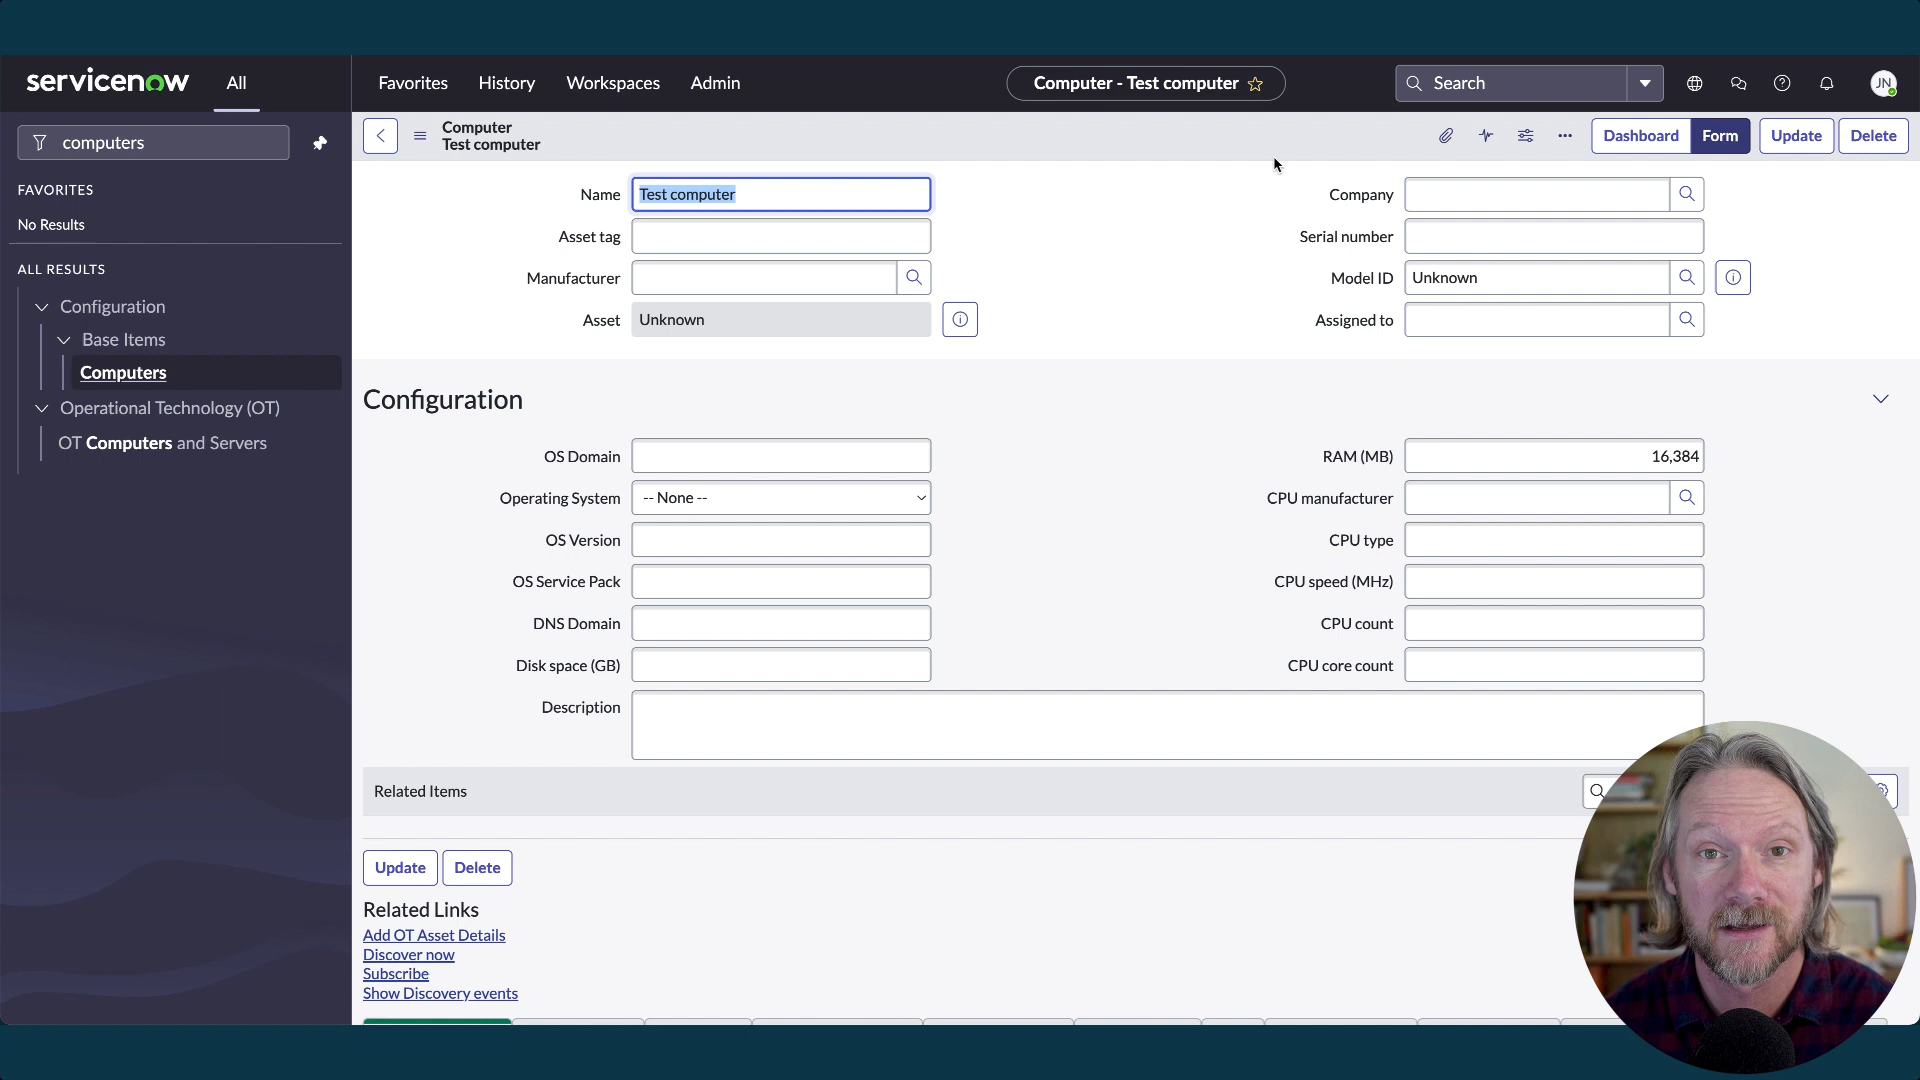 servicenow
All
Favorites
History
Workspaces
Admin
Computer - Test computer
Search
JN
computers
Computer
Test computer
Dashboard
Form
Update
Delete
FAVORITES
No Results
ALL RESULTS
Configuration
Base Items
Computers
Operational Technology (OT)
OT Computers and Servers
Name
Test computer
Company
Asset tag
Serial number
Manufacturer
Model ID
Unknown
Asset
Unknown
Assigned to
Configuration
OS Domain
RAM (MB)
16,384
Operating System
-- None --
CPU manufacturer
OS Version
CPU type
OS Service Pack
CPU speed (MHz)
DNS Domain
CPU count
Disk space (GB)
CPU core count
Description
Related Items
Update
Delete
Related Links
Add OT Asset Details
Discover now
Subscribe
Show Discovery events